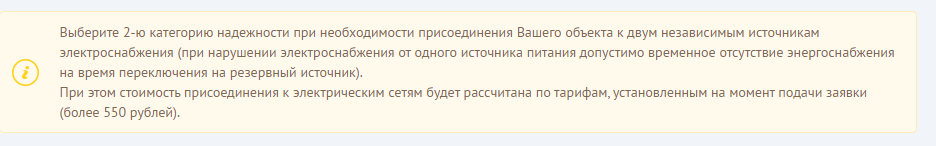 Выберите 2-ю категорию надежности при необходимости присоединения Вашего объекта к двум независимым источникам
электроснабжения (при нарушении электроснабжения от одного источника питания допустимо временное отсутствие энергоснабжения
на время переключения на резервный источник).
При этом стоимость присоединения к электрическим сетям будет рассчитана по тарифам, установленным на момент подачи заявки
(более 550 рублей).